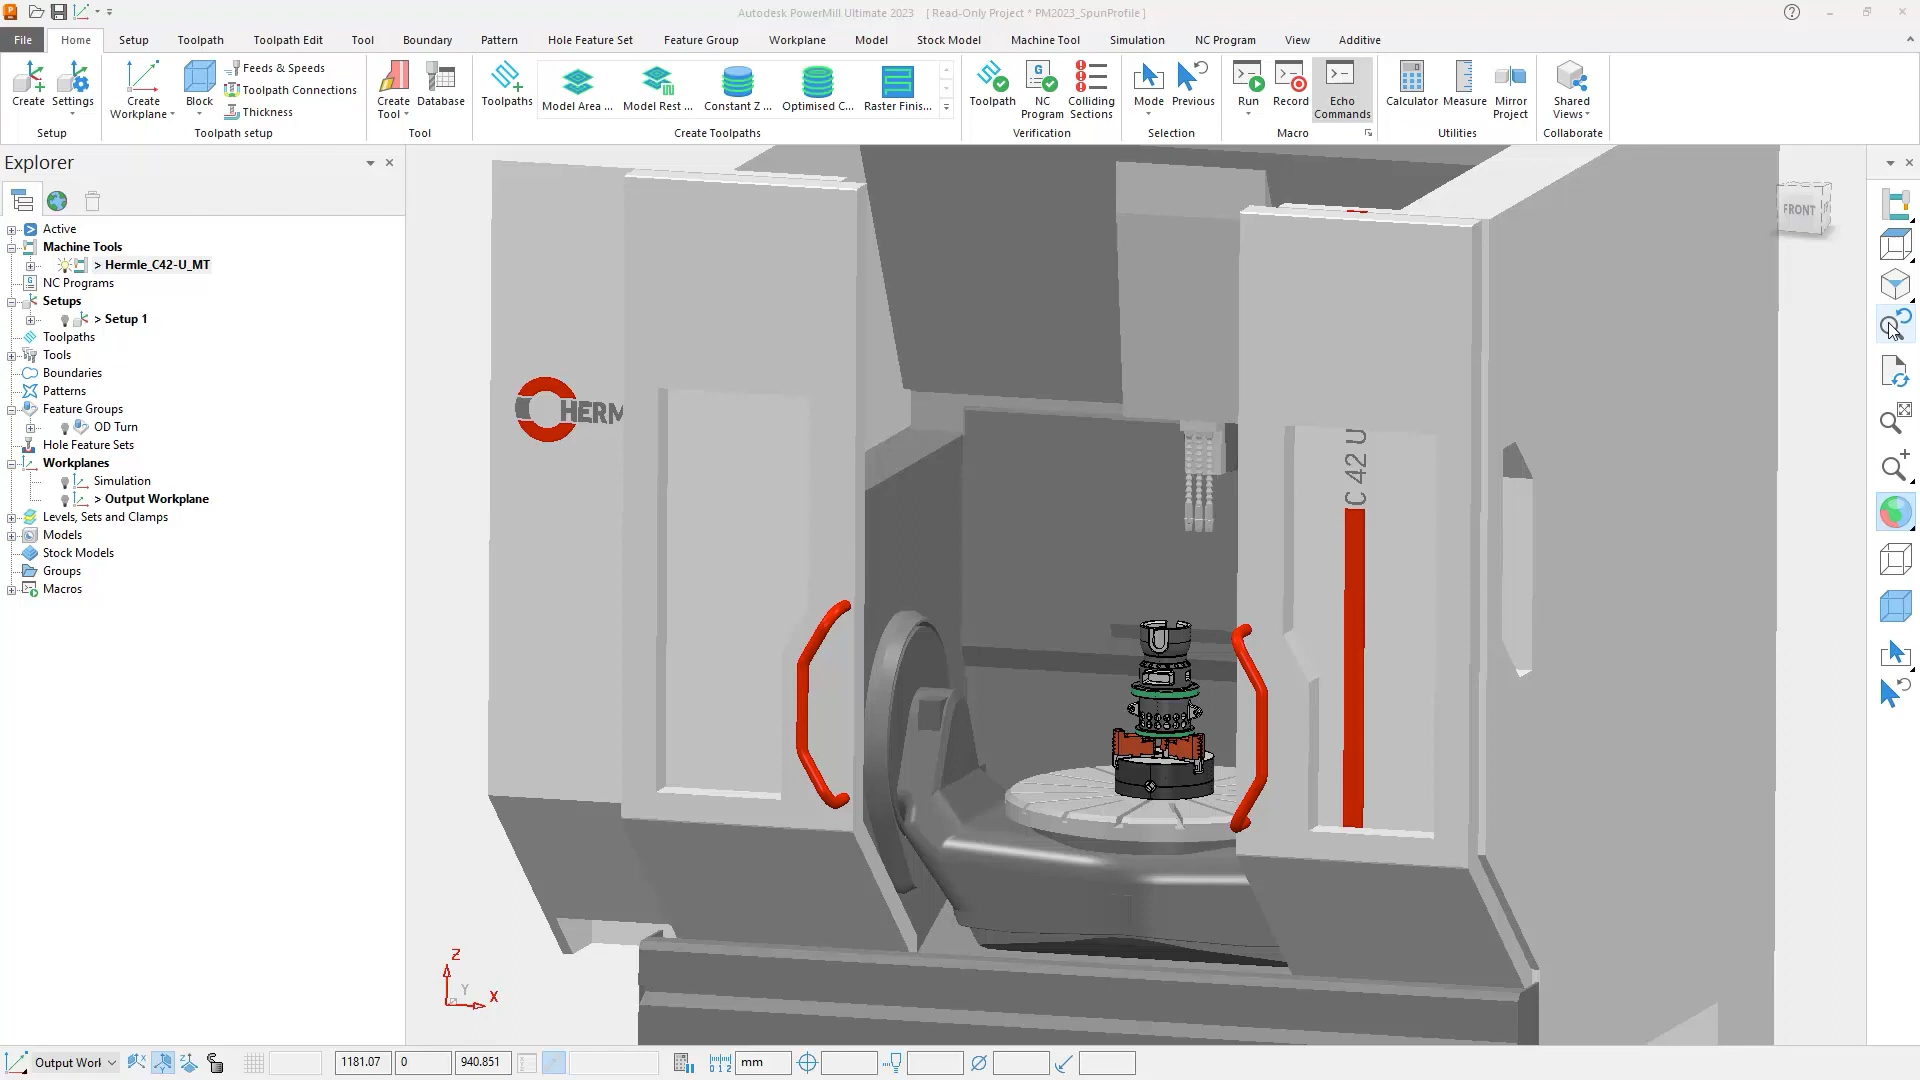 Autodesk PowerMill Ultimate 2023 [ Read-Only Project * PM2023_SpunProfile ]
File Home Setup Toolpath Toolpath Edit Tool Boundary Pattern Hole Feature Set Feature Group Workplane Model Stock Model Machine Tool Simulation NC Program View Additive
Create
Settings
Create Workplane
Block
Feeds & Speeds
Toolpath Connections
Thickness
Create Tool
Database
Toolpaths
Model Area ...
Model Rest ...
Constant Z ...
Optimised C...
Raster Finis...
Toolpath
NC Program
Colliding Sections
Mode
Previous
Run
Record
Echo Commands
Calculator
Measure
Mirror Project
Shared Views
Setup
Toolpath setup
Tool
Create Toolpaths
Verification
Selection
Macro
Utilities
Collaborate
Explorer
Active
Machine Tools
> Hermle_C42-U_MT
NC Programs
Setups
> Setup 1
Toolpaths
Tools
Boundaries
Patterns
Feature Groups
OD Turn
Hole Feature Sets
Workplanes
Simulation
> Output Workplane
Levels, Sets and Clamps
Models
Stock Models
Groups
Macros
HERM
C 42 U
FRONT
Z
Y
X
Output Work
1181.07
0
940.851
mm